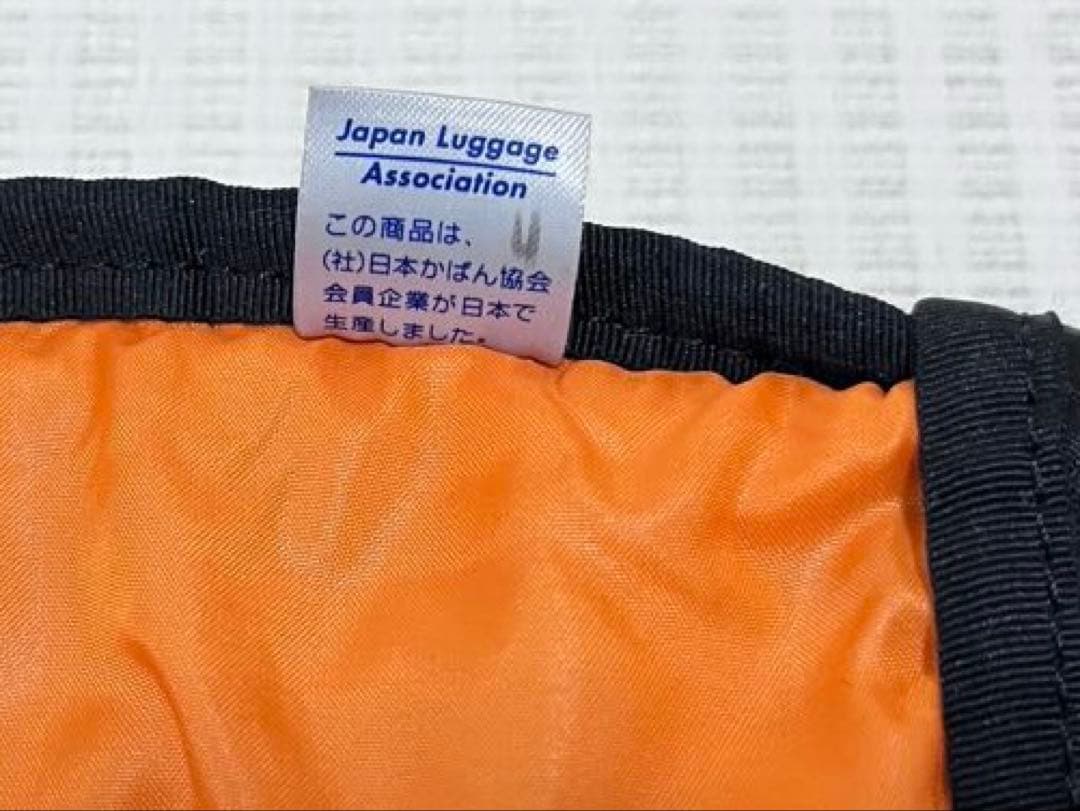 Japan Luggage
Association
この商品は、
(社)日本かばん協会
会員企業が日本で
生産しました。